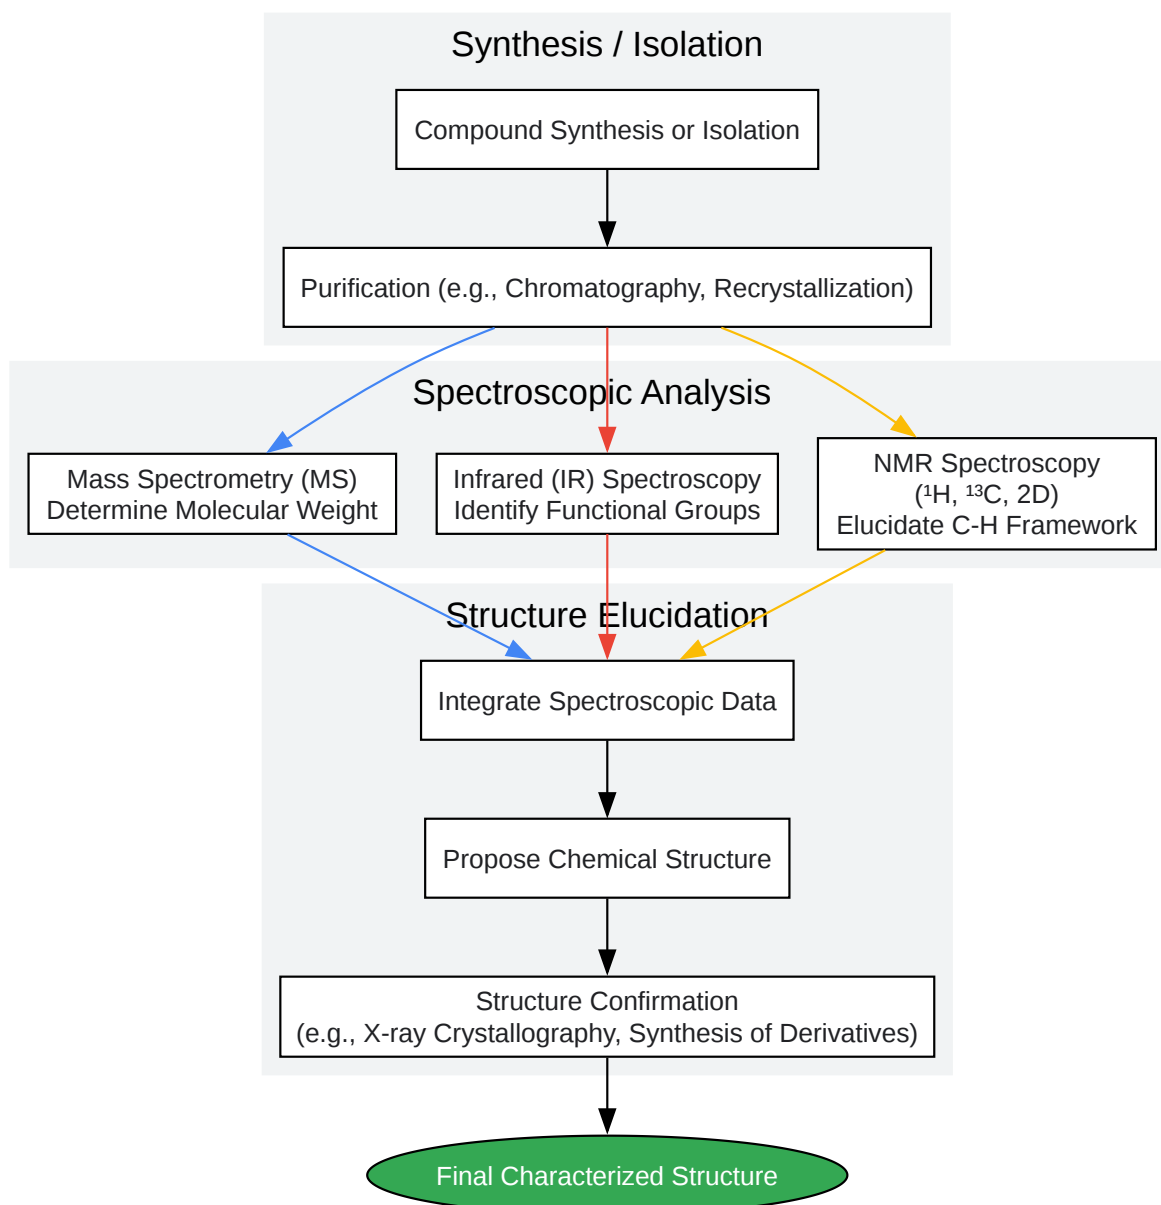 Synthesis / Isolation
Compound Synthesis or Isolation
Purification (e.g., Chromatography, Recrystallization)
Spectroscopic Analysis
Mass Spectrometry (MS)
Determine Molecular Weight
Infrared (IR) Spectroscopy
Identify Functional Groups
NMR Spectroscopy
(¹H, ¹³C, 2D)
Elucidate C-H Framework
Structure Elucidation
Integrate Spectroscopic Data
Propose Chemical Structure
Structure Confirmation
(e.g., X-ray Crystallography, Synthesis of Derivatives)
Final Characterized Structure